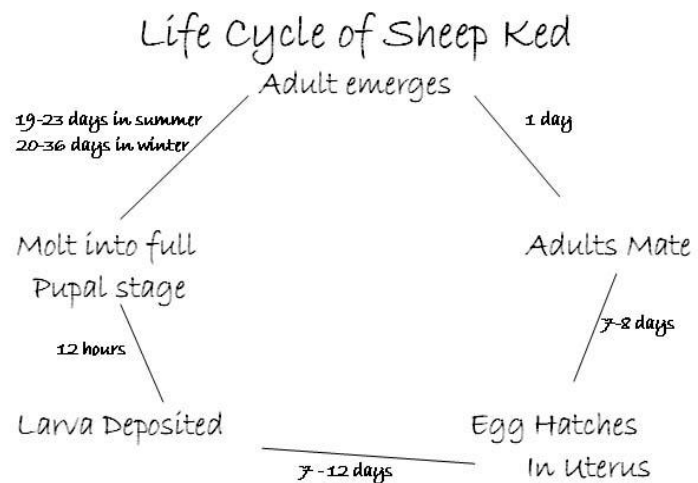 Life Cycle of Sheep Ked
Adult emerges
19-23 days in summer
20-36 days in winter
1 day
Molt into full
Pupal stage
Adults Mate
7-8 days
12 hours
Larva Deposited
Egg Hatches
In Uterus
7 -12 days